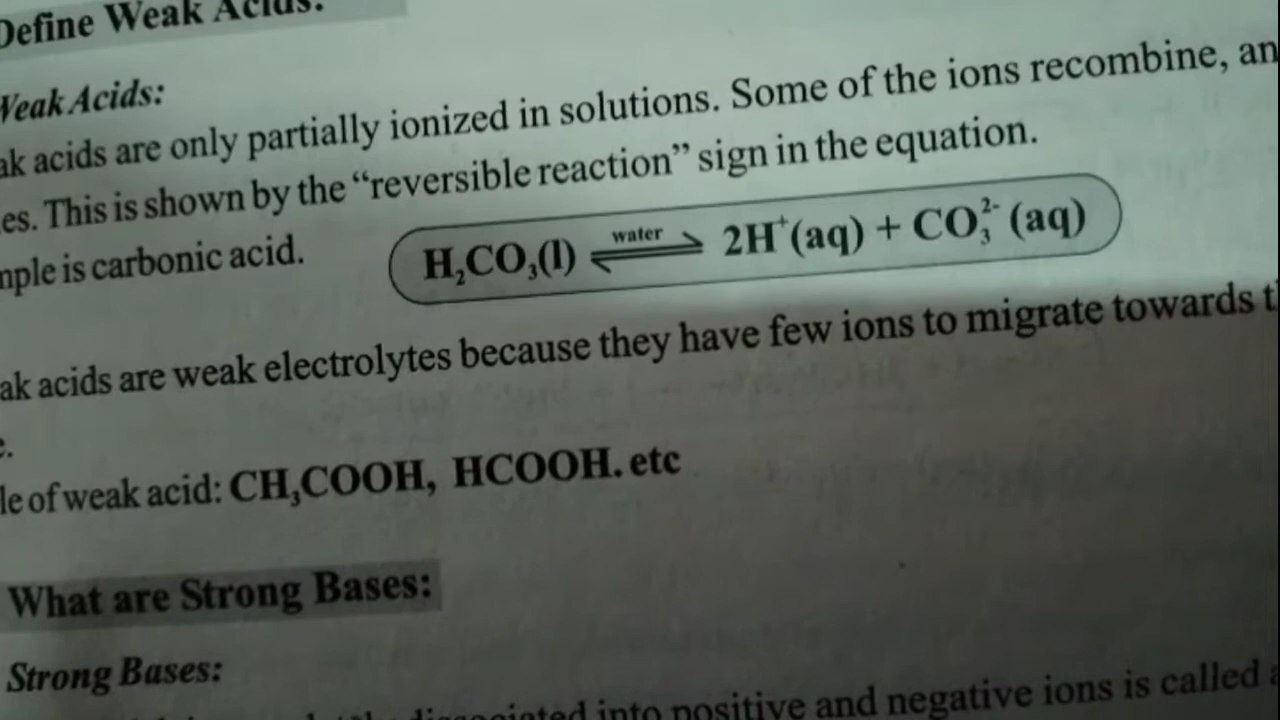 Define Weak Acids:
Weak Acids:
ak acids are only partially ionized in solutions. Some of the ions recombine, an
es. This is shown by the “reversible reaction” sign in the equation.
mple is carbonic acid. H₂CO₃(l) ⇌ water 2H⁺(aq) + CO₃²⁻ (aq)
ak acids are weak electrolytes because they have few ions to migrate towards t
e.
le of weak acid: CH₃COOH, HCOOH. etc
What are Strong Bases:
Strong Bases:
dissociated into positive and negative ions is called